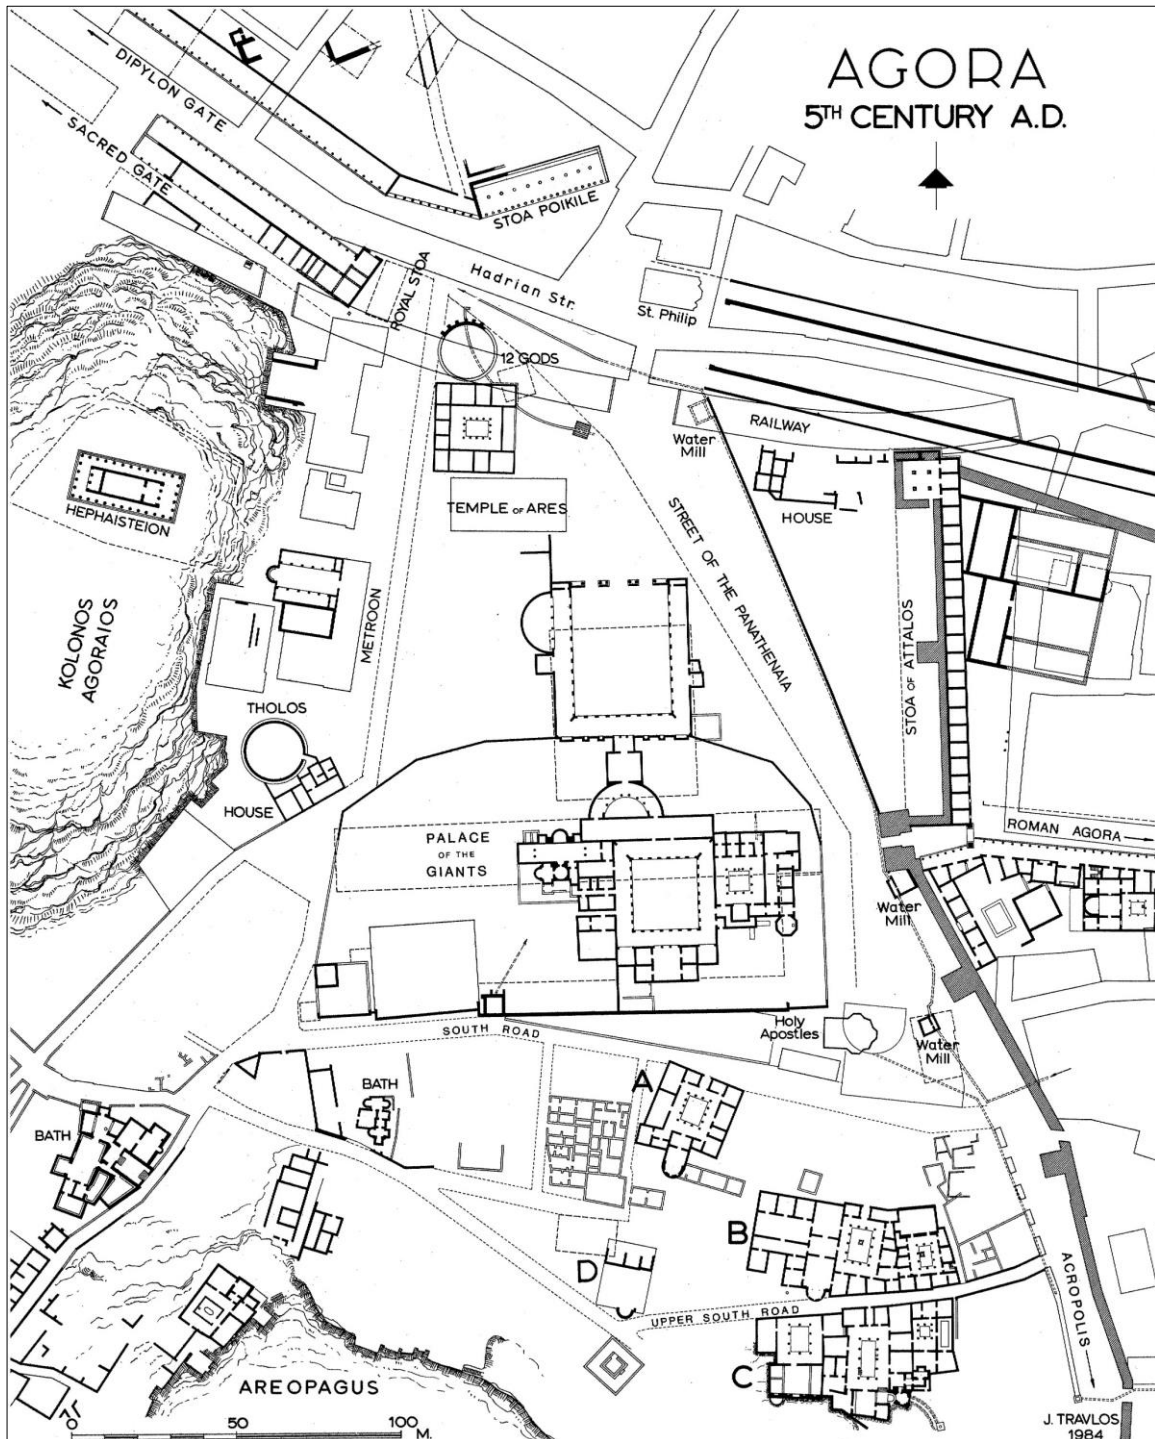 AGORA
5TH CENTURY A.D.
DIPYLON GATE
SACRED GATE
STOA POIKILE
ROYAL STOA
Hadrian Str.
St. Philip
12 GODS
RAILWAY
Water
Mill
HOUSE
HEPHAISTEION
TEMPLE OF ARES
STREET OF THE PANATHENAIA
KOLONOS
AGORAIOS
METROON
STOA OF ATTALOS
THOLOS
HOUSE
PALACE
OF THE
GIANTS
ROMAN AGORA
Water
Mill
SOUTH ROAD
Holy
Apostles
Water
Mill
A
BATH
BATH
B
D
UPPER SOUTH ROAD
ACROPOLIS
C
AREOPAGUS
0 50 100
M.
J. TRAVLOS
1984